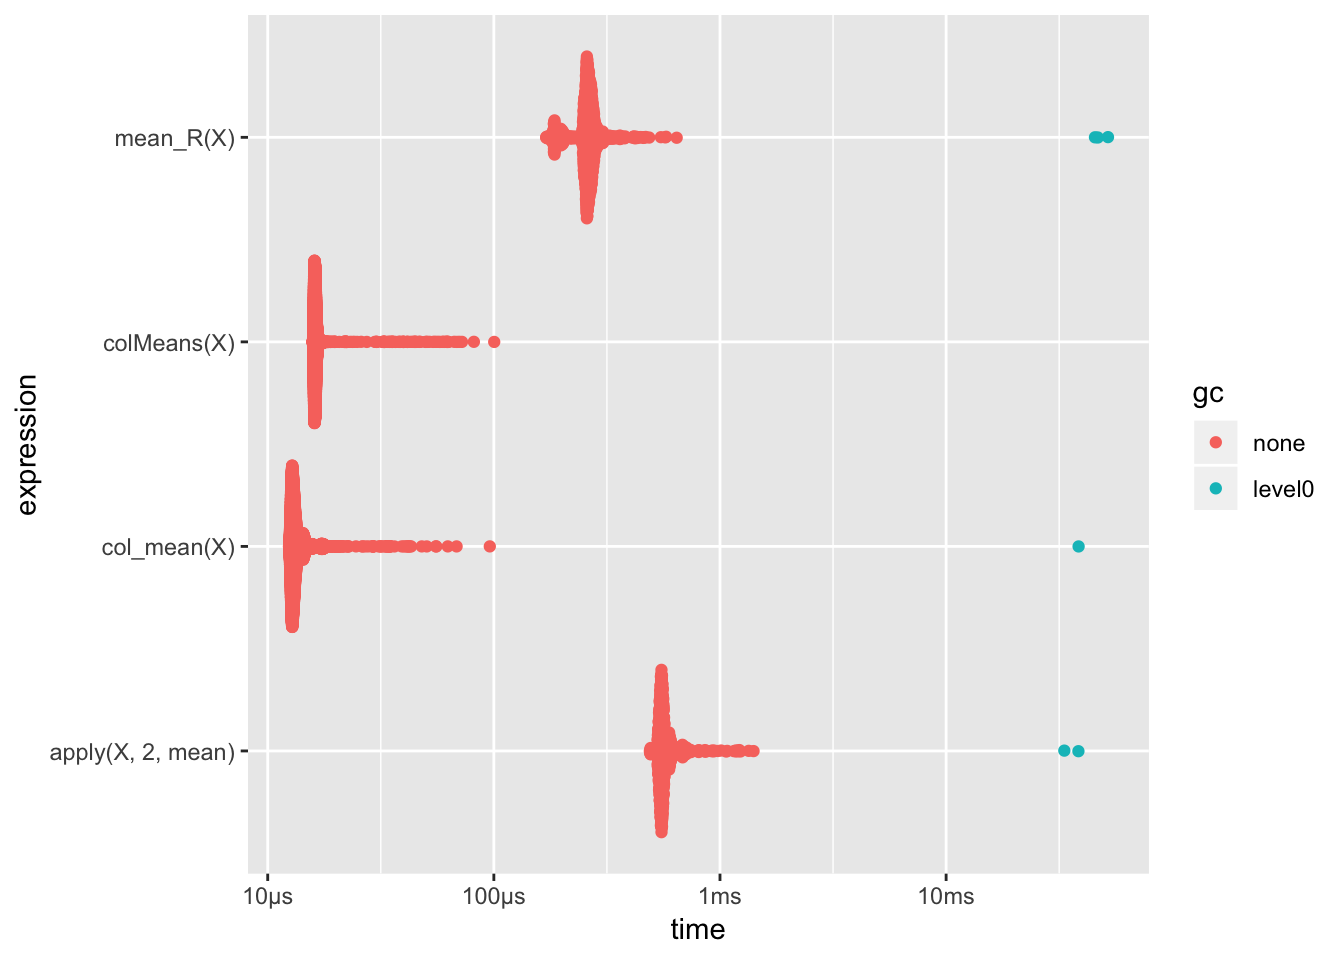 mean_R(X)
colMeans(X)
col_mean(X)
apply(X, 2, mean)
expression
10μs
100μs
1ms
10ms
time
gc
none
level0